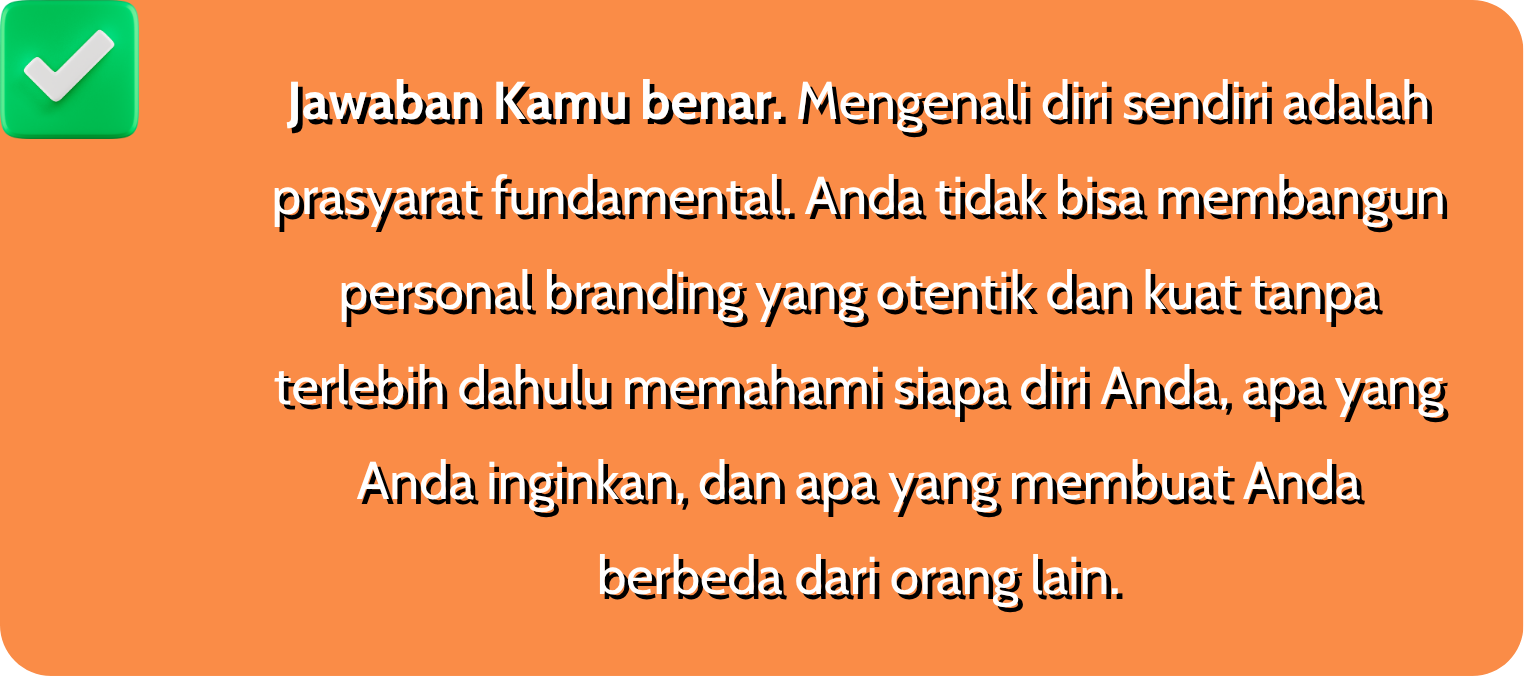 Jawaban Kamu benar. Mengenali diri sendiri adalah
prasyarat fundamental. Anda tidak bisa membangun
personal branding yang otentik dan kuat tanpa
terlebih dahulu memahami siapa diri Anda, apa yang
Anda inginkan, dan apa yang membuat Anda
berbeda dari orang lain.